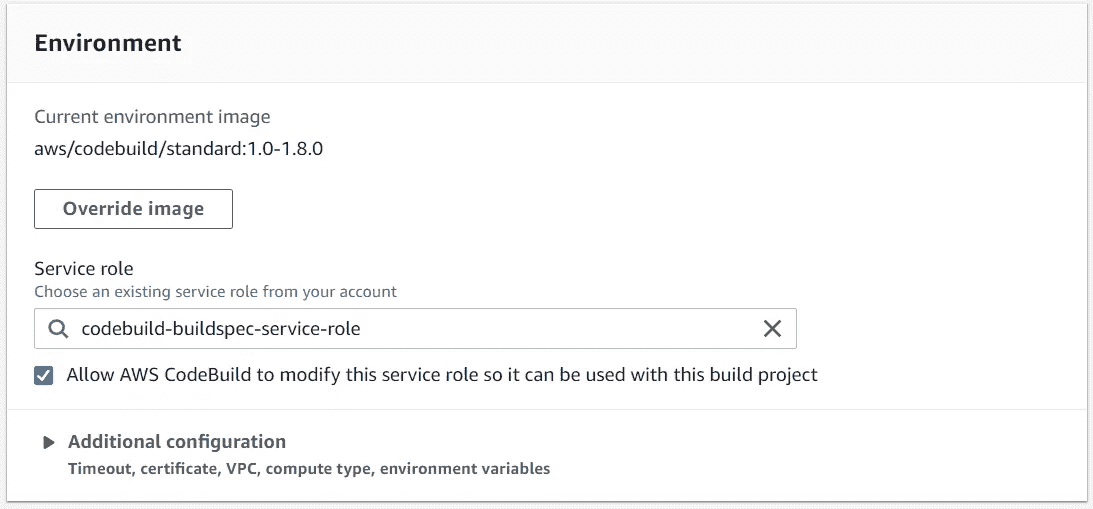 Environment
Current environment image
aws/codebuild/standard:1.0-1.8.0
Override image
Service role
Choose an existing service role from your account
codebuild-buildspec-service-role
Allow AWS CodeBuild to modify this service role so it can be used with this build project
Additional configuration
Timeout, certificate, VPC, compute type, environment variables